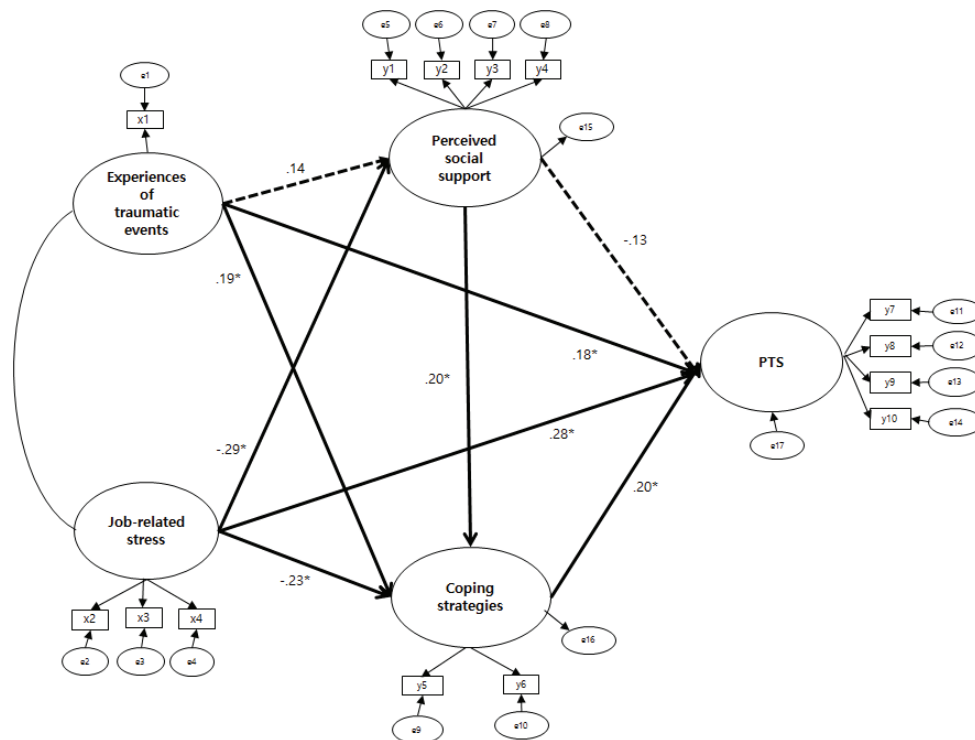 e5
e6
e7
e8
y1
y2
y3
y4
e1
x1
Perceived
social
support
e15
Experiences
of
traumatic
events
.14
-.13
.19*
.18*
.20*
PTS
y7
e11
y8
e12
y9
e13
y10
e14
e17
-.29*
.28*
.20*
Job-related
stress
-.23*
Coping
strategies
e16
x2
x3
x4
e2
e3
e4
y5
y6
e9
e10